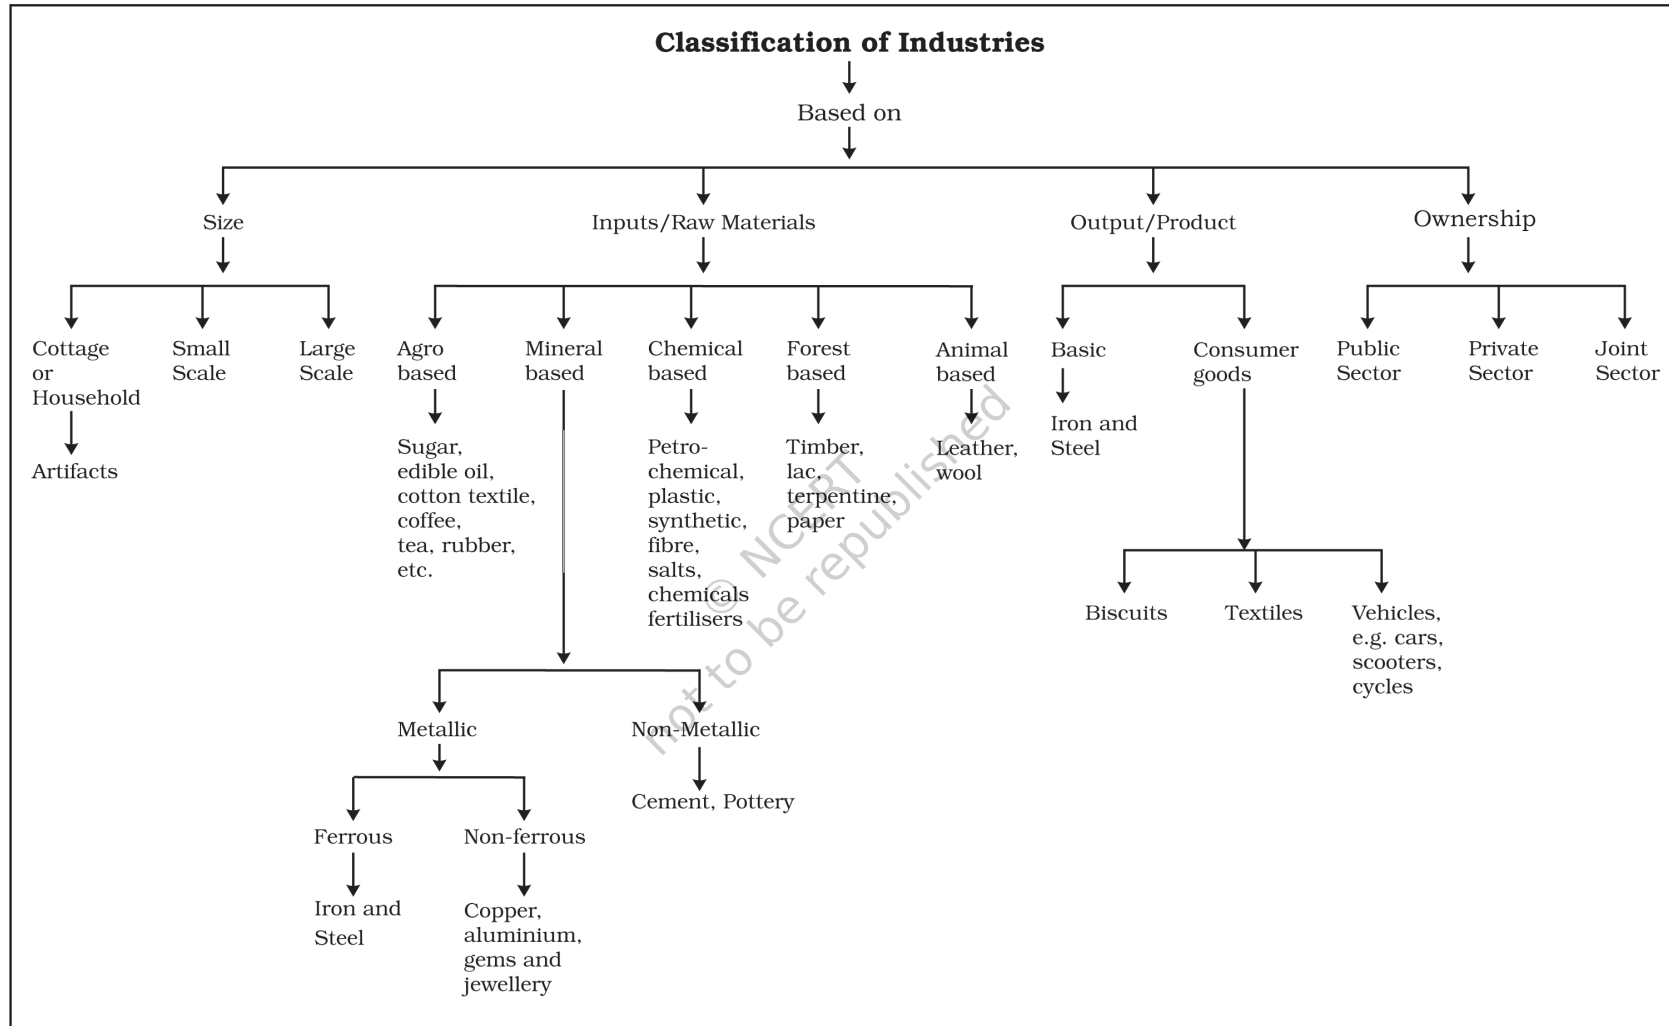 Classification of Industries
Based on
Size
Inputs/Raw Materials
Output/Product
Ownership
Cottage
or
Household
Small
Scale
Large
Scale
Agro
based
Mineral
based
Chemical
based
Forest
based
Animal
based
Basic
Consumer
goods
Public
Sector
Private
Sector
Joint
Sector
Artifacts
Sugar,
edible oil,
cotton textile,
coffee,
tea, rubber,
etc.
Petro-
chemical,
plastic,
synthetic,
fibre,
salts,
chemicals
fertilisers
Timber,
lac,
terpentine,
paper
Leather,
wool
Iron and
Steel
Biscuits
Textiles
Vehicles,
e.g. cars,
scooters,
cycles
Metallic
Non-Metallic
Cement, Pottery
Ferrous
Non-ferrous
Iron and
Steel
Copper,
aluminium,
gems and
jewellery
© NCERT
not to be republished